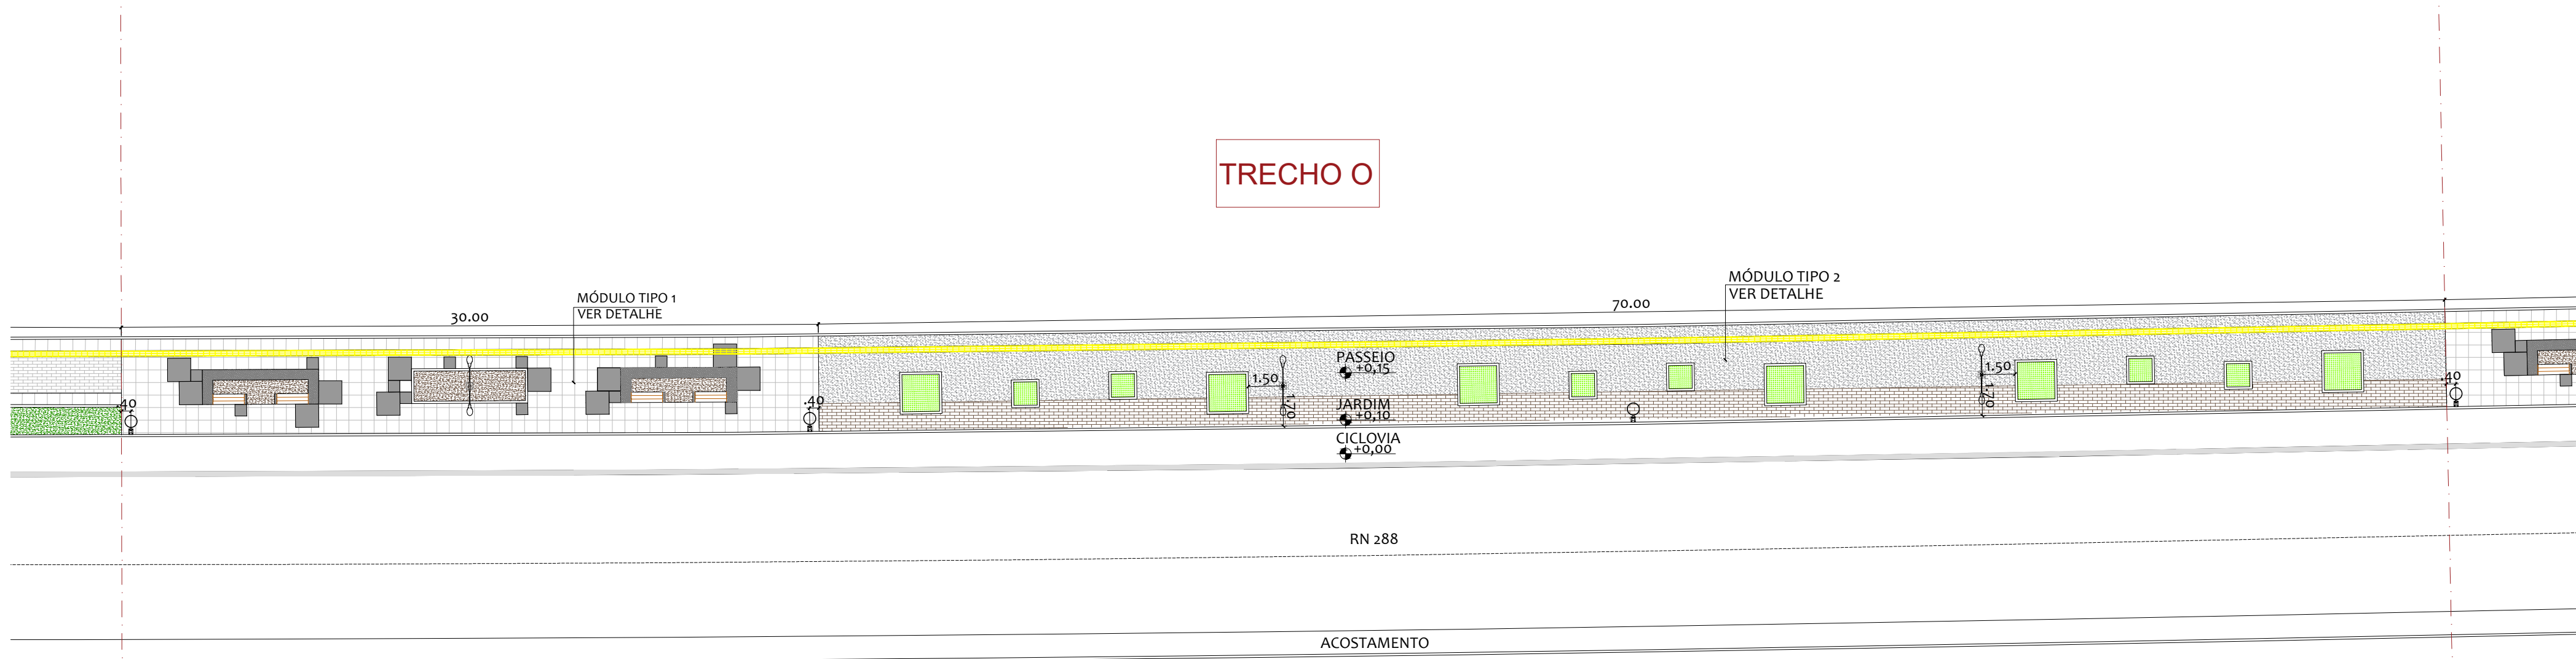 TRECHO O
MÓDULO TIPO 1
VER DETALHE
MÓDULO TIPO 2
VER DETALHE
30.00
70.00
PASSEIO
+0,15
1.50
1.70
1.50
1.70
.40
.40
.40
JARDIM
+0,10
CICLOVIA
+0,00
RN 288
ACOSTAMENTO